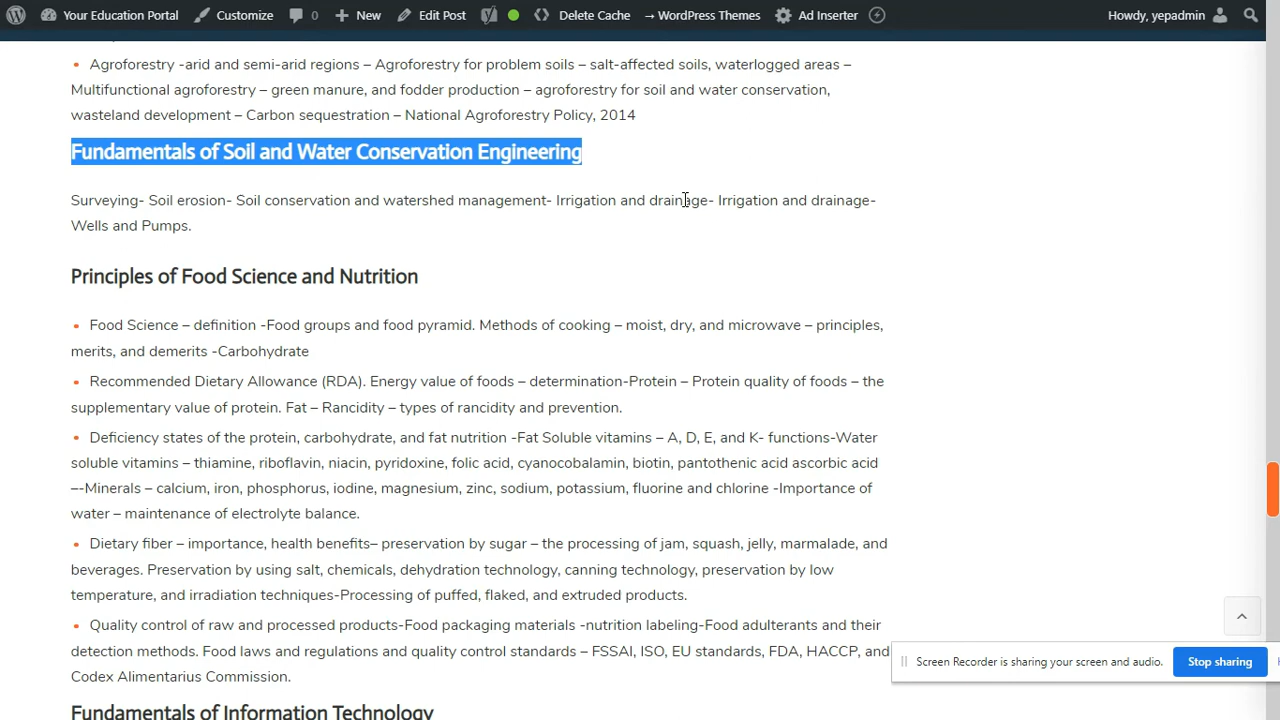 Your Education Portal Customize 0 New Edit Post Delete Cache → WordPress Themes Ad Inserter Howdy, yepadmin
• Agroforestry -arid and semi-arid regions – Agroforestry for problem soils – salt-affected soils, waterlogged areas –
Multifunctional agroforestry – green manure, and fodder production – agroforestry for soil and water conservation,
wasteland development – Carbon sequestration – National Agroforestry Policy, 2014
Fundamentals of Soil and Water Conservation Engineering
Surveying- Soil erosion- Soil conservation and watershed management- Irrigation and drainage- Irrigation and drainage-
Wells and Pumps.
Principles of Food Science and Nutrition
• Food Science – definition -Food groups and food pyramid. Methods of cooking – moist, dry, and microwave – principles,
merits, and demerits -Carbohydrate
• Recommended Dietary Allowance (RDA). Energy value of foods – determination-Protein – Protein quality of foods – the
supplementary value of protein. Fat – Rancidity – types of rancidity and prevention.
• Deficiency states of the protein, carbohydrate, and fat nutrition -Fat Soluble vitamins – A, D, E, and K- functions-Water
soluble vitamins – thiamine, riboflavin, niacin, pyridoxine, folic acid, cyanocobalamin, biotin, pantothenic acid ascorbic acid
–-Minerals – calcium, iron, phosphorus, iodine, magnesium, zinc, sodium, potassium, fluorine and chlorine -Importance of
water – maintenance of electrolyte balance.
• Dietary fiber – importance, health benefits– preservation by sugar – the processing of jam, squash, jelly, marmalade, and
beverages. Preservation by using salt, chemicals, dehydration technology, canning technology, preservation by low
temperature, and irradiation techniques-Processing of puffed, flaked, and extruded products.
• Quality control of raw and processed products-Food packaging materials -nutrition labeling-Food adulterants and their
detection methods. Food laws and regulations and quality control standards – FSSAI, ISO, EU standards, FDA, HACCP, and
Codex Alimentarius Commission.
Screen Recorder is sharing your screen and audio. Stop sharing
Fundamentals of Information Technology